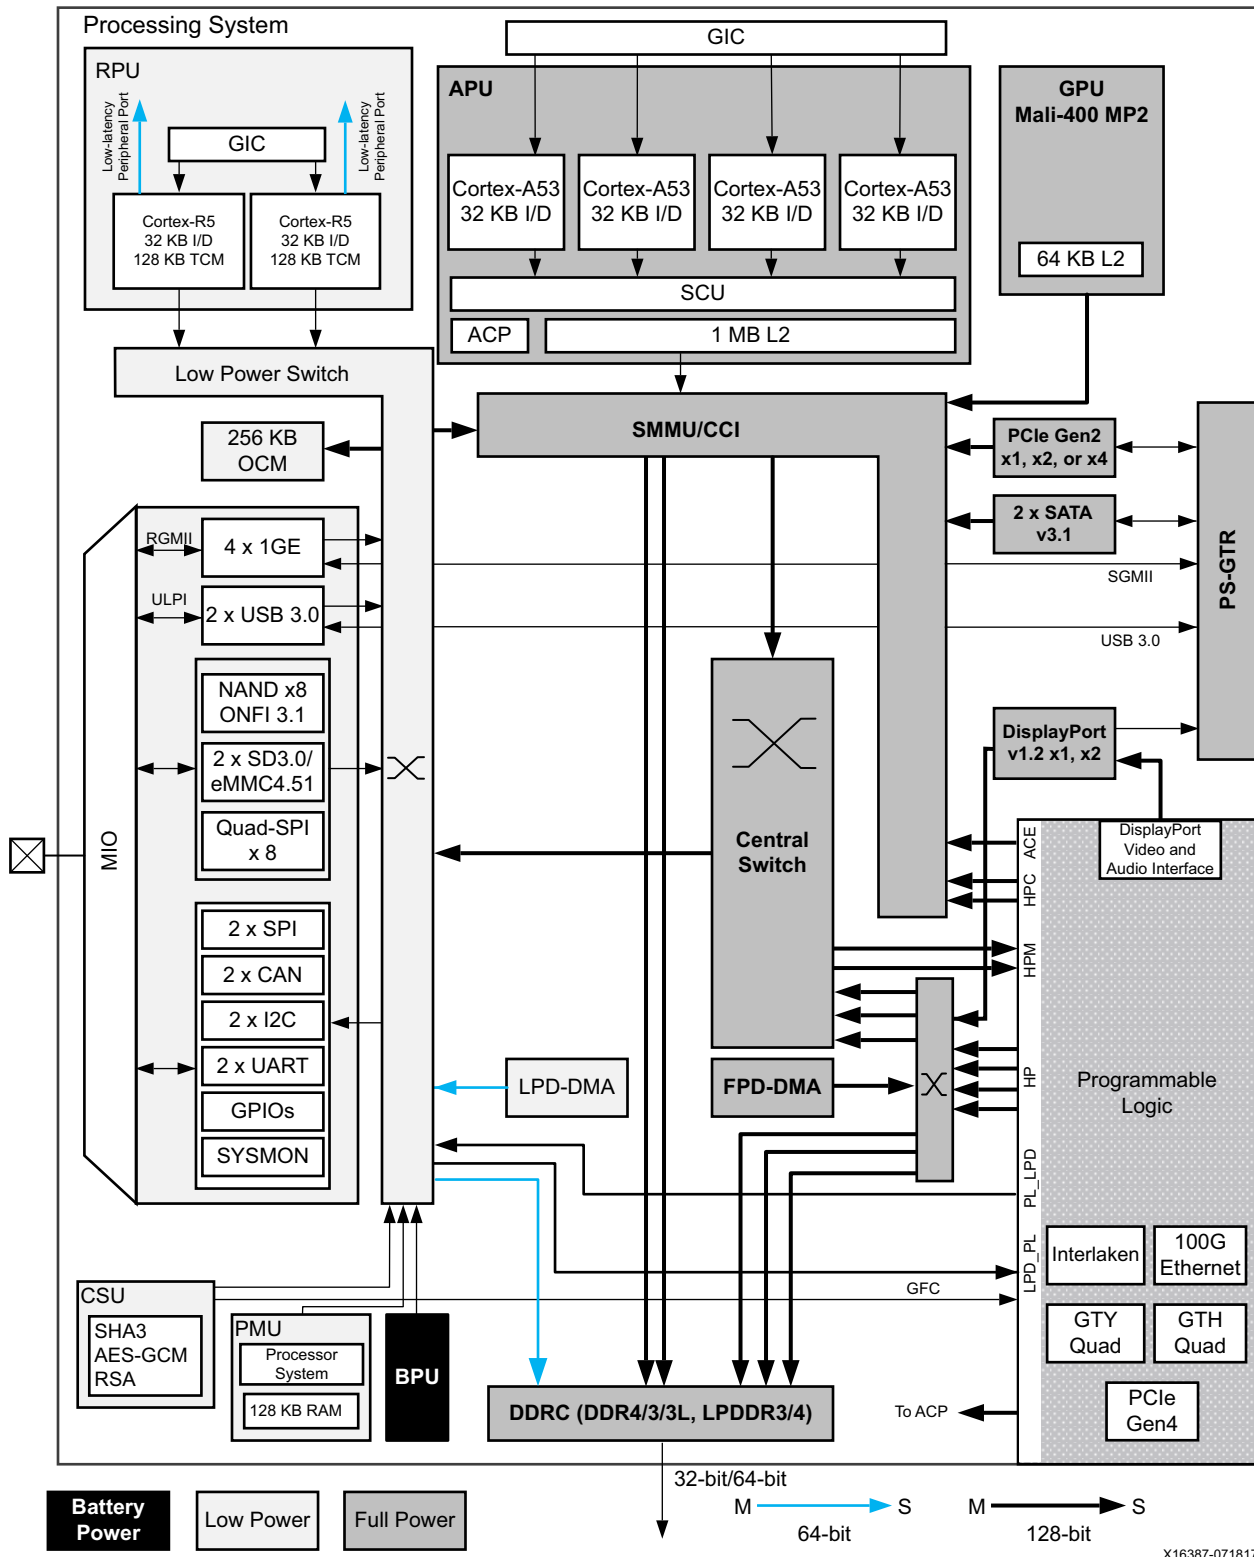 Processing System
RPU
Low-latency
Peripheral Port
Low-latency
Peripheral Port
GIC
Cortex-R5
32 KB I/D
128 KB TCM
Cortex-R5
32 KB I/D
128 KB TCM
GIC
APU
Cortex-A53
32 KB I/D
Cortex-A53
32 KB I/D
Cortex-A53
32 KB I/D
Cortex-A53
32 KB I/D
SCU
ACP
1 MB L2
GPU
Mali-400 MP2
64 KB L2
Low Power Switch
256 KB
OCM
SMMU/CCI
PCIe Gen2
x1, x2, or x4
2 x SATA
v3.1
PS-GTR
SGMII
USB 3.0
MIO
RGMII
4 x 1GE
ULPI
2 x USB 3.0
NAND x8
ONFI 3.1
2 x SD3.0/
eMMC4.51
Quad-SPI
x 8
2 x SPI
2 x CAN
2 x I2C
2 x UART
GPIOs
SYSMON
Central
Switch
DisplayPort
v1.2 x1, x2
DisplayPort
Video and
Audio Interface
ACE
HPC
HPM
HP
PL_LPD
LPD_PL
LPD-DMA
FPD-DMA
Programmable
Logic
Interlaken
100G
Ethernet
GTY
Quad
GTH
Quad
PCIe
Gen4
GFC
To ACP
CSU
SHA3
AES-GCM
RSA
PMU
Processor
System
128 KB RAM
BPU
DDRC (DDR4/3/3L, LPDDR3/4)
32-bit/64-bit
Battery
Power
Low Power
Full Power
M
S
64-bit
M
S
128-bit
X16387-071817